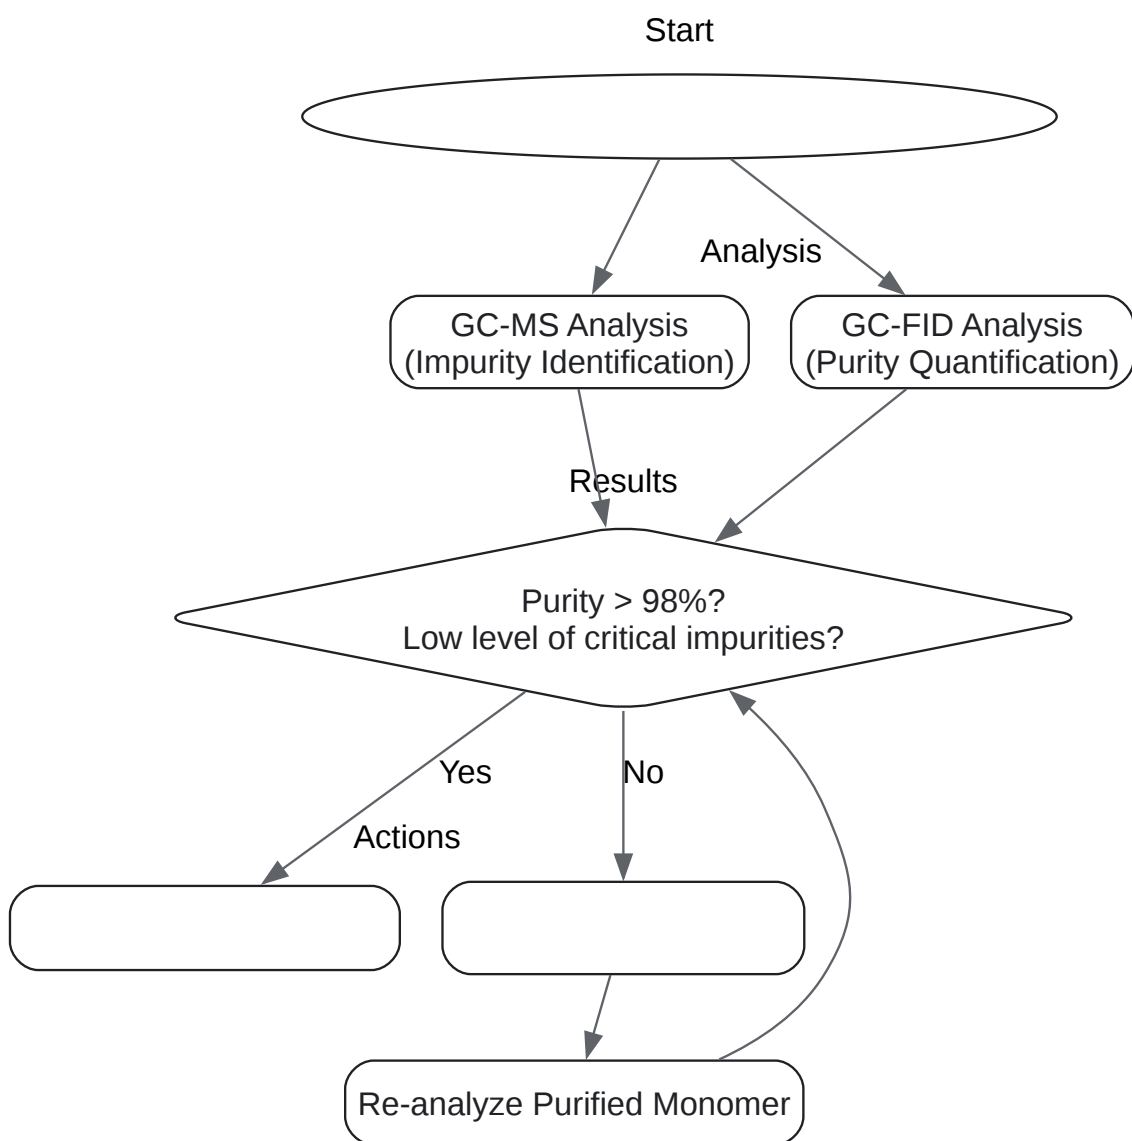 Start
Analysis
GC-MS Analysis
(Impurity Identification)
GC-FID Analysis
(Purity Quantification)
Results
Purity > 98%?
Low level of critical impurities?
Yes
No
Actions
Re-analyze Purified Monomer